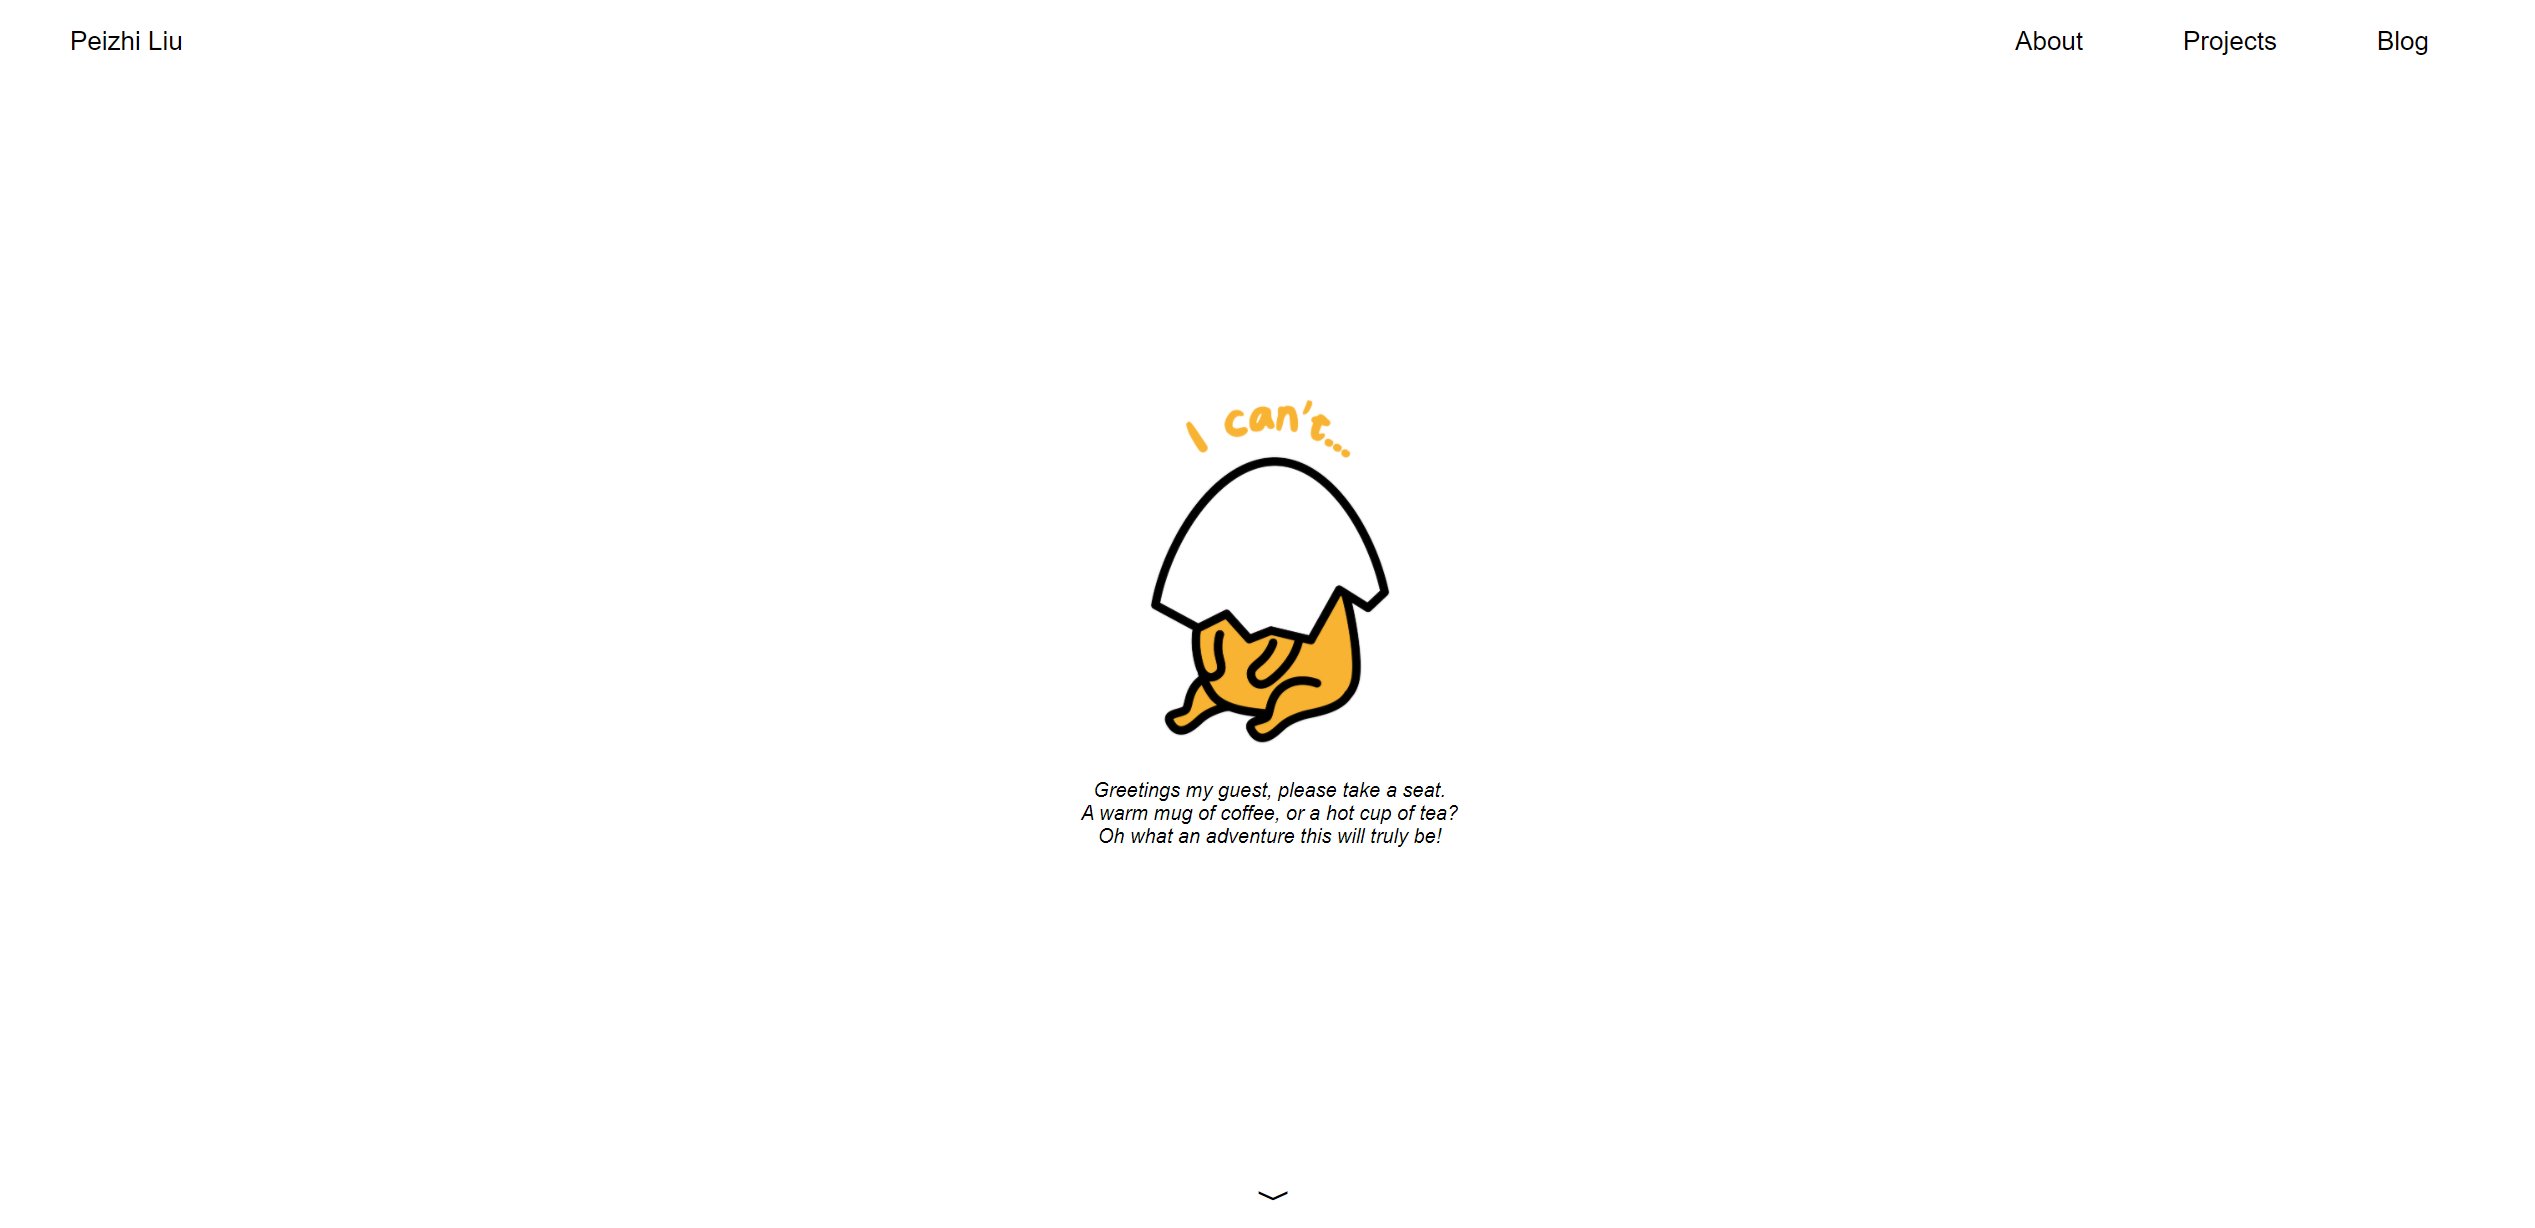 Peizhi Liu
About
Projects
Blog
I can't...
Greetings my guest, please take a seat.
A warm mug of coffee, or a hot cup of tea?
Oh what an adventure this will truly be!